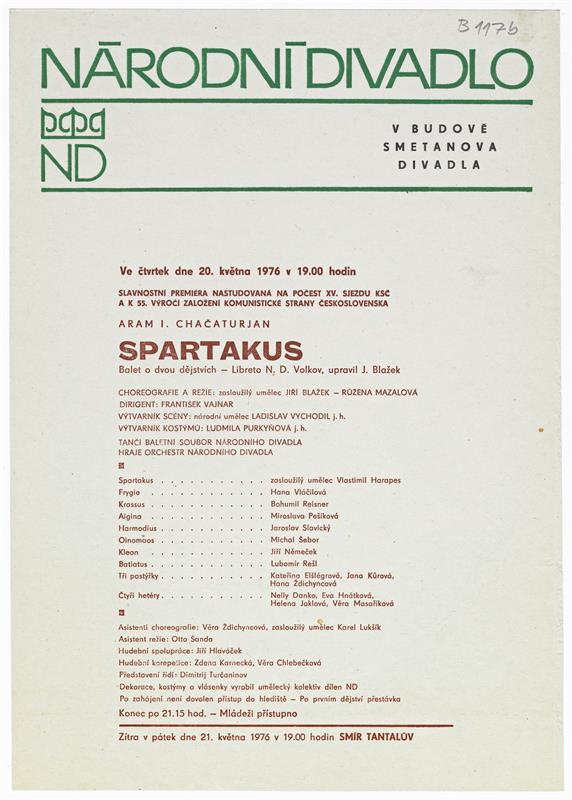 B 117b
NÁRODNÍ DIVADLO
ND
V BUDOVĚ
SMETANOVA
DIVADLA
Ve čtvrtek dne 20. května 1976 v 19.00 hodin
SLAVNOSTNÍ PREMIÉRA NASTUDOVANÁ NA POČEST XV. SJEZDU KSČ
A K 55. VÝROČÍ ZALOŽENÍ KOMUNISTICKÉ STRANY ČESKOSLOVENSKA
ARAM I. CHAČATURJAN
SPARTAKUS
Balet o dvou dějstvích – Libreto N. D. Volkov, upravil J. Blažek
CHOREOGRAFIE A REŽIE: zasloužilý umělec JIŘÍ BLAŽEK – RŮŽENA MAZALOVÁ
DIRIGENT: FRANTIŠEK VAJNAR
VÝTVARNÍK SCÉNY: národní umělec LADISLAV VYCHODIL j. h.
VÝTVARNÍK KOSTÝMŮ: LUDMILA PURKYŇOVÁ j. h.
TANČÍ BALETNÍ SOUBOR NÁRODNÍHO DIVADLA
HRAJE ORCHESTR NÁRODNÍHO DIVADLA
Spartakus . . . . . . . . . . . zasloužilý umělec Vlastimil Harapes
Frygie . . . . . . . . . . . . Hana Vláčilová
Krassus . . . . . . . . . . . . Bohumil Reisner
Algina . . . . . . . . . . . . Miroslava Pešíková
Harmodius . . . . . . . . . . . Jaroslav Slavický
Oinomaos . . . . . . . . . . . Michal Šebor
Kleon . . . . . . . . . . . . Jiří Němeček
Batiatus . . . . . . . . . . . . Lubomír Rešl
Tři pastýřky . . . . . . . . . . . Kateřina Elšlégrová, Jana Kůrová,
Hana Ždichyncová
Čtyři hetéry . . . . . . . . . . . Nelly Danko, Eva Hnátková,
Helena Joklová, Věra Masaříková
Asistenti choreografie: Věra Ždichyncová, zasloužilý umělec Karel Lukšík
Asistent režie: Otto Šanda
Hudební spolupráce: Jiří Hlaváček
Hudební korepetice: Zdena Karnecká, Věra Chlebečková
Představení řídí: Dimitrij Turčaninov
Dekorace, kostýmy a vlásenky vyrobil umělecký kolektiv dílen ND
Po zahájení není dovolen přístup do hlediště – Po prvním dějství přestávka
Konec po 21.15 hod. – Mládeži přístupno
Zítra v pátek dne 21. května 1976 v 19.00 hodin SMÍR TANTALŮV